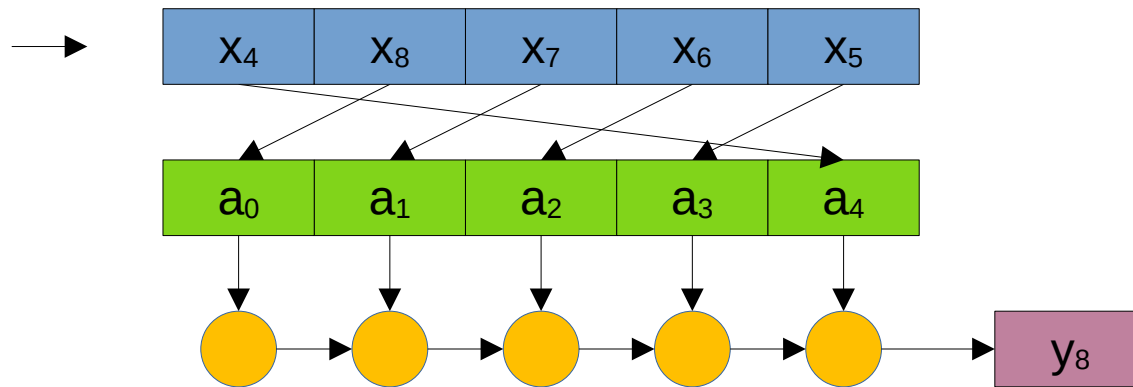 x₄ x₈ x₇ x₆ x₅
a₀ a₁ a₂ a₃ a₄
y₈